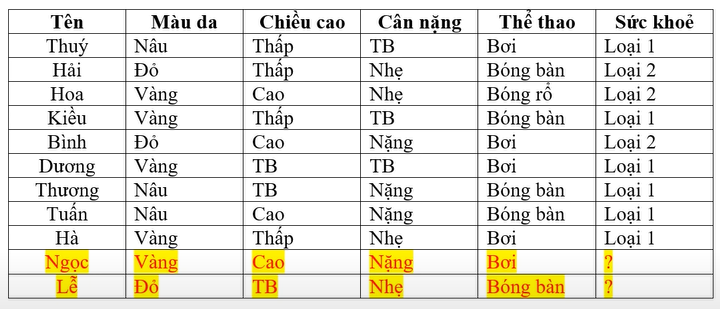 Tên Màu da Chiều cao Cân nặng Thể thao Sức khoẻ
Thuý Nâu Thấp TB Bơi Loại 1
Hải Đỏ Thấp Nhẹ Bóng bàn Loại 2
Hoa Vàng Cao Nhẹ Bóng rổ Loại 2
Kiều Vàng Thấp TB Bóng bàn Loại 1
Bình Đỏ Cao Nặng Bơi Loại 2
Dương Vàng TB TB Bơi Loại 1
Thương Nâu TB Nặng Bóng bàn Loại 1
Tuấn Nâu Cao Nặng Bóng bàn Loại 1
Hà Vàng Thấp Nhẹ Bơi Loại 1
Ngọc Vàng Cao Nặng Bơi ?
Lễ Đỏ TB Nhẹ Bóng bàn ?